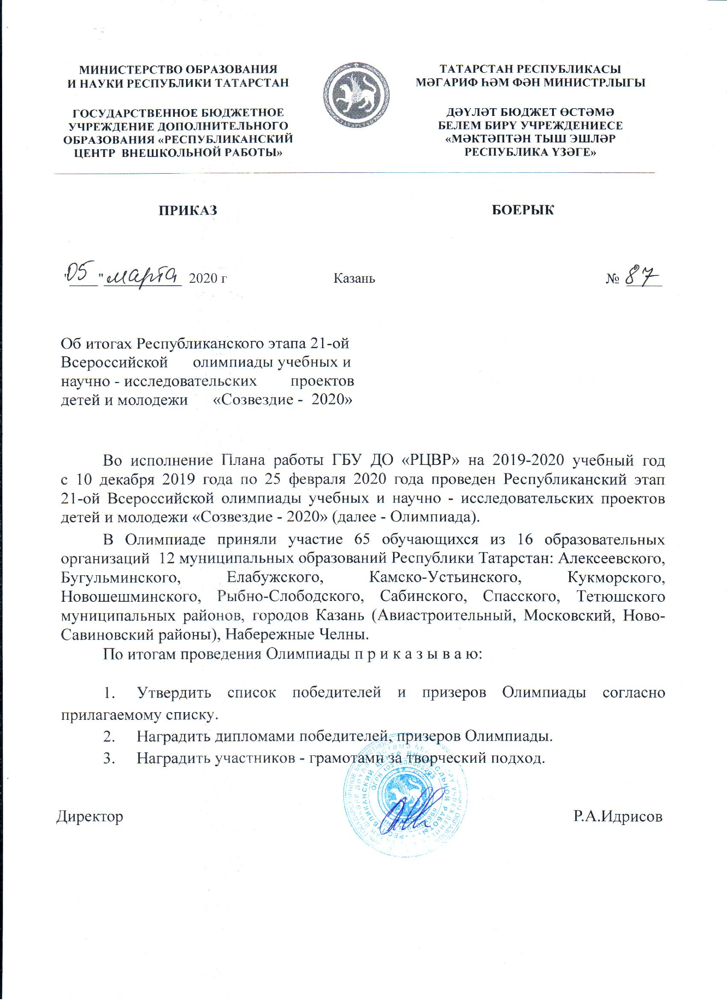 МИНИСТЕРСТВО ОБРАЗОВАНИЯ
И НАУКИ РЕСПУБЛИКИ ТАТАРСТАН
ГОСУДАРСТВЕННОЕ БЮДЖЕТНОЕ
УЧРЕЖДЕНИЕ ДОПОЛНИТЕЛЬНОГО
ОБРАЗОВАНИЯ «РЕСПУБЛИКАНСКИЙ
ЦЕНТР ВНЕШКОЛЬНОЙ РАБОТЫ»
ТАТАРСТАН РЕСПУБЛИКАСЫ
МӘГАРИФ ҺӘМ ФӘН МИНИСТРЛЫГЫ
ДӘҮЛӘТ БЮДЖЕТ ӨСТӘМӘ
БЕЛЕМ БИРҮ УЧРЕЖДЕНИЕСЕ
«МӘКТӘПТӘН ТЫШ ЭШЛӘР
РЕСПУБЛИКА ҮЗӘГЕ»
ПРИКАЗ
БОЕРЫК
"05" марта 2020 г Казань № 87
Об итогах Республиканского этапа 21-ой
Всероссийской олимпиады учебных и
научно - исследовательских проектов
детей и молодежи «Созвездие - 2020»
Во исполнение Плана работы ГБУ ДО «РЦВР» на 2019-2020 учебный год
с 10 декабря 2019 года по 25 февраля 2020 года проведен Республиканский этап
21-ой Всероссийской олимпиады учебных и научно - исследовательских проектов
детей и молодежи «Созвездие - 2020» (далее - Олимпиада).
В Олимпиаде приняли участие 65 обучающихся из 16 образовательных
организаций 12 муниципальных образований Республики Татарстан: Алексеевского,
Бугульминского, Елабужского, Камско-Устьинского, Кукморского,
Новошешминского, Рыбно-Слободского, Сабинского, Спасского, Тетюшского
муниципальных районов, городов Казань (Авиастроительный, Московский, Ново-
Савиновский районы), Набережные Челны.
По итогам проведения Олимпиады п р и к а з ы в а ю:
1. Утвердить список победителей и призеров Олимпиады согласно
прилагаемому списку.
2. Наградить дипломами победителей, призеров Олимпиады.
3. Наградить участников - грамотами за творческий подход.
Директор Р.А.Идрисов